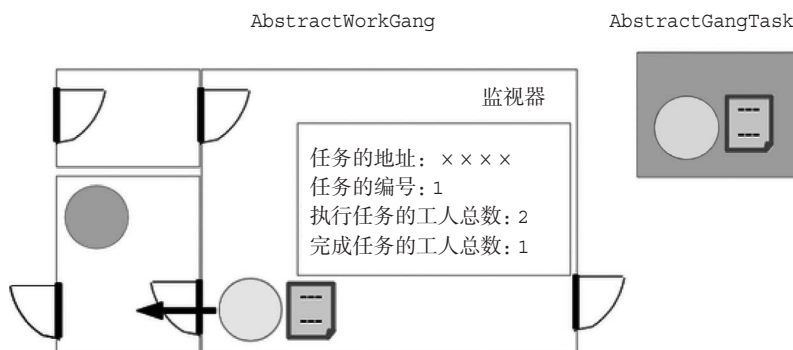 AbstractWorkGang
AbstractGangTask
监视器
任务的地址: ××××
任务的编号: 1
执行任务的工人总数: 2
完成任务的工人总数: 1